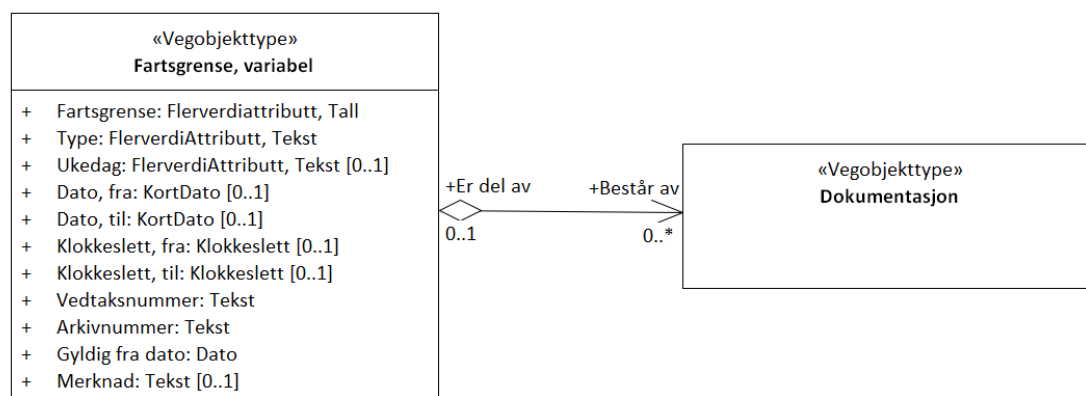 «Vegobjekttype»
Fartsgrense, variabel
+ Fartsgrense: Flerverdiattributt, Tall
+ Type: FlerverdiAttributt, Tekst
+ Ukedag: FlerverdiAttributt, Tekst [0..1]
+ Dato, fra: KortDato [0..1]
+ Dato, til: KortDato [0..1]
+ Klokkeslett, fra: Klokkeslett [0..1]
+ Klokkeslett, til: Klokkeslett [0..1]
+ Vedtaksnummer: Tekst
+ Arkivnummer: Tekst
+ Gyldig fra dato: Dato
+ Merknad: Tekst [0..1]
+Er del av
+Består av
0..1
0..*
«Vegobjekttype»
Dokumentasjon